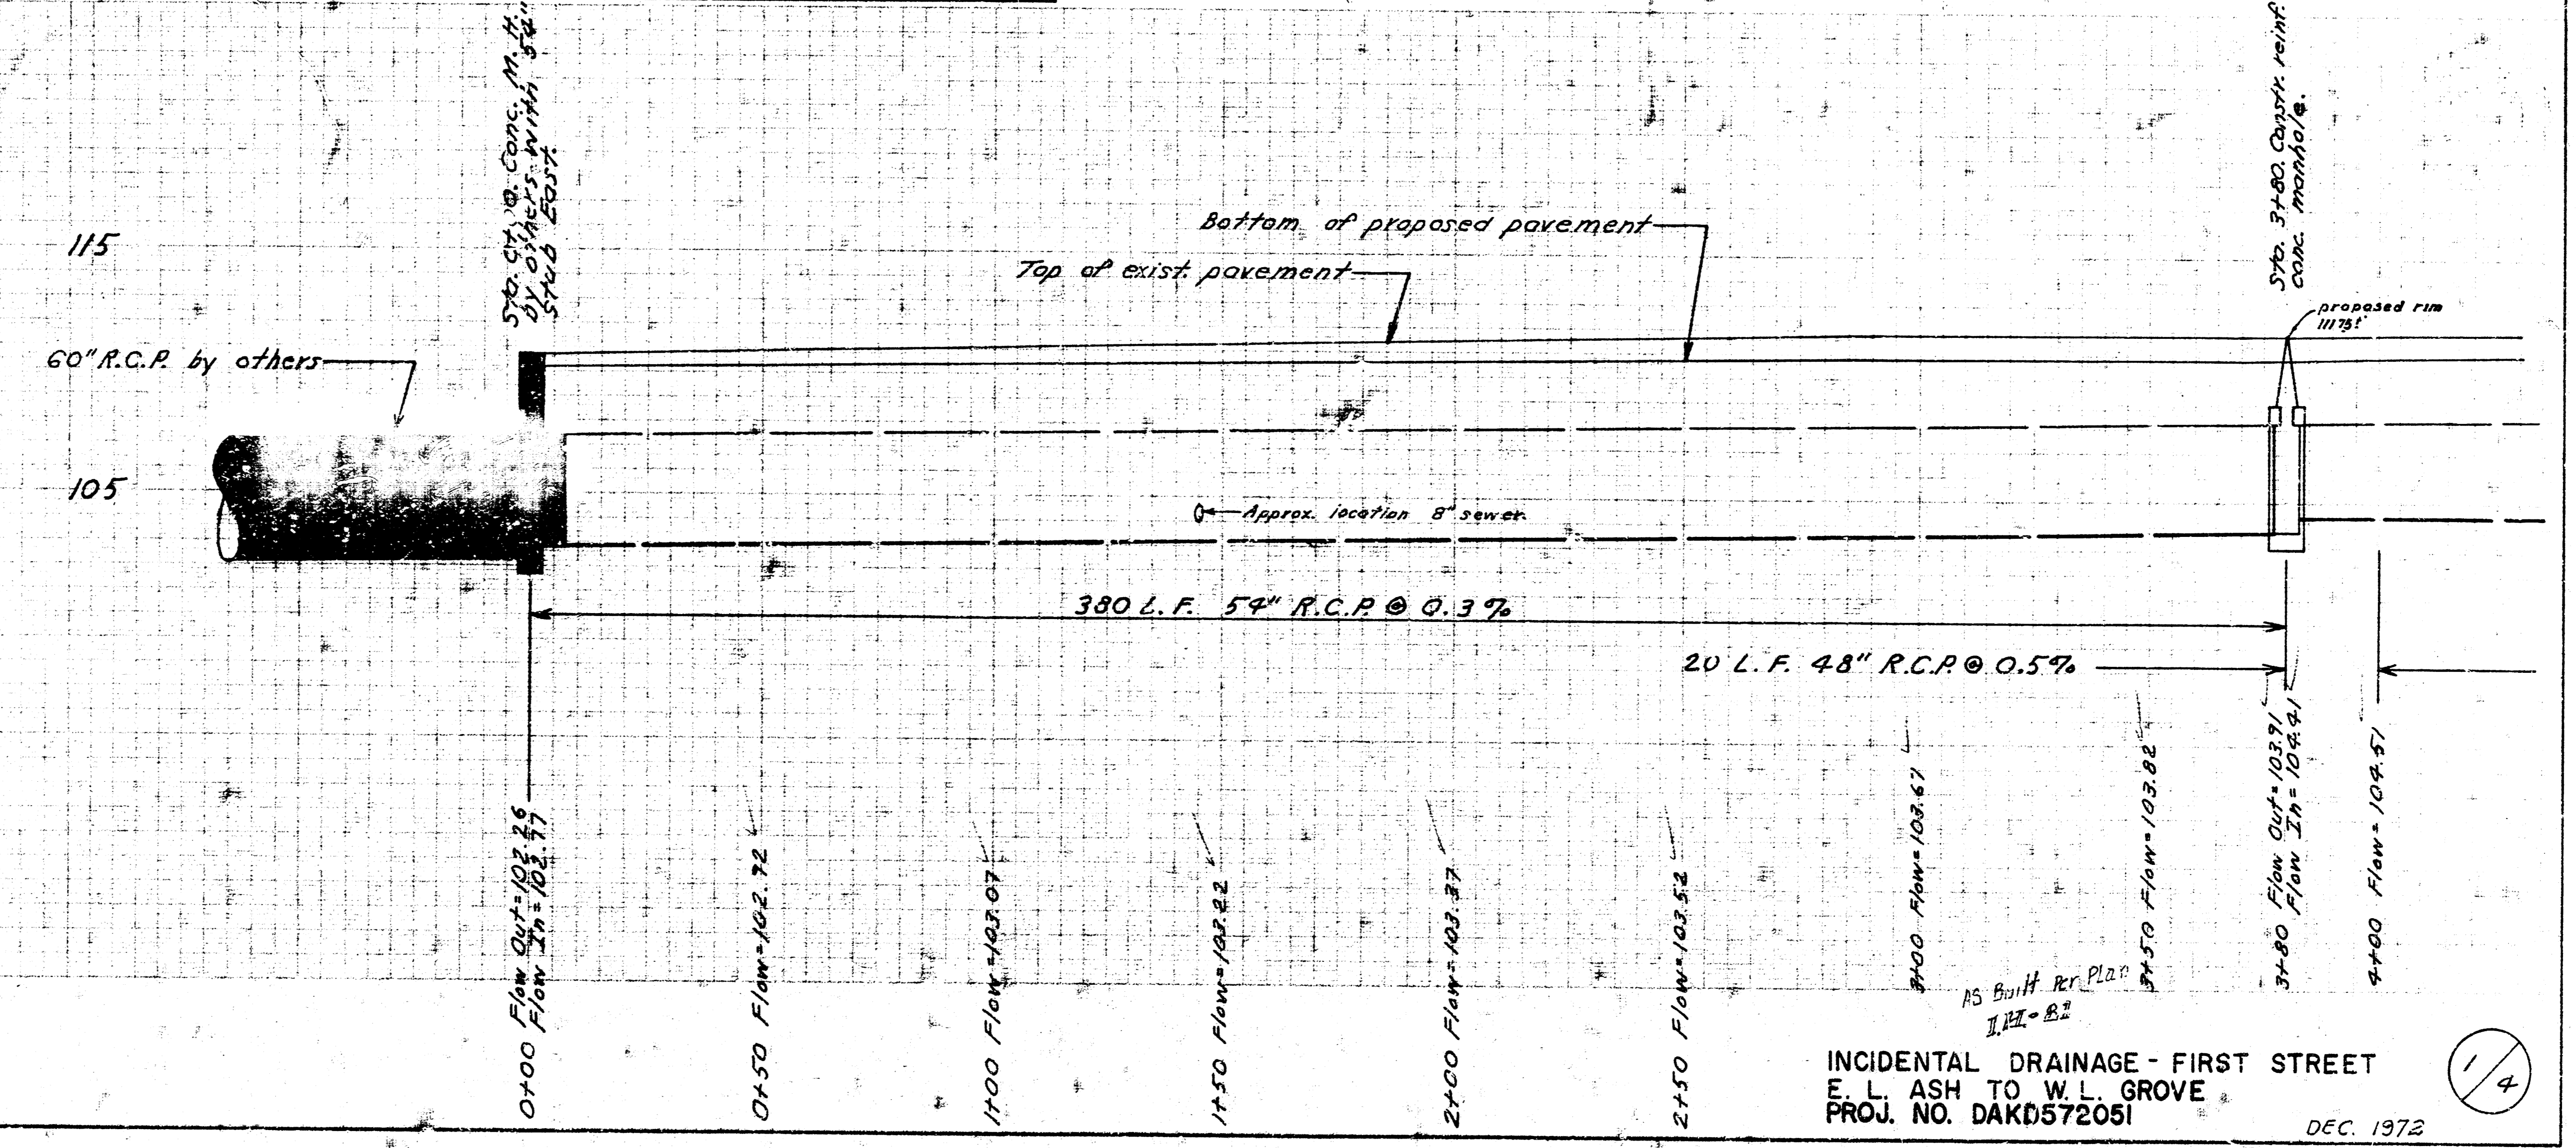 Sta. 0+00. Conc. M. H.
by others with 54"
stub East.
Sta. 3+80. Constr. reinf.
conc. manhole.
115
Bottom of proposed pavement
Top of exist. pavement
proposed rim
111.75±
60" R.C.P. by others
105
Approx. location 8" sewer.
380 L.F. 54" R.C.P. @ 0.3%
20 L.F. 48" R.C.P. @ 0.5%
0+00 Flow Out=102.26
Flow In=102.77
0+50 Flow=102.92
1+00 Flow=103.07
1+50 Flow=103.22
2+00 Flow=103.37
2+50 Flow=103.52
3+00 Flow=103.67
3+50 Flow=103.82
3+80 Flow Out=103.91
Flow In=104.41
4+00 Flow=104.51
As Built Per Plan
INCIDENTAL DRAINAGE - FIRST STREET
E. L. ASH TO W. L. GROVE
PROJ. NO. DAKD572051
1/4
DEC. 1972